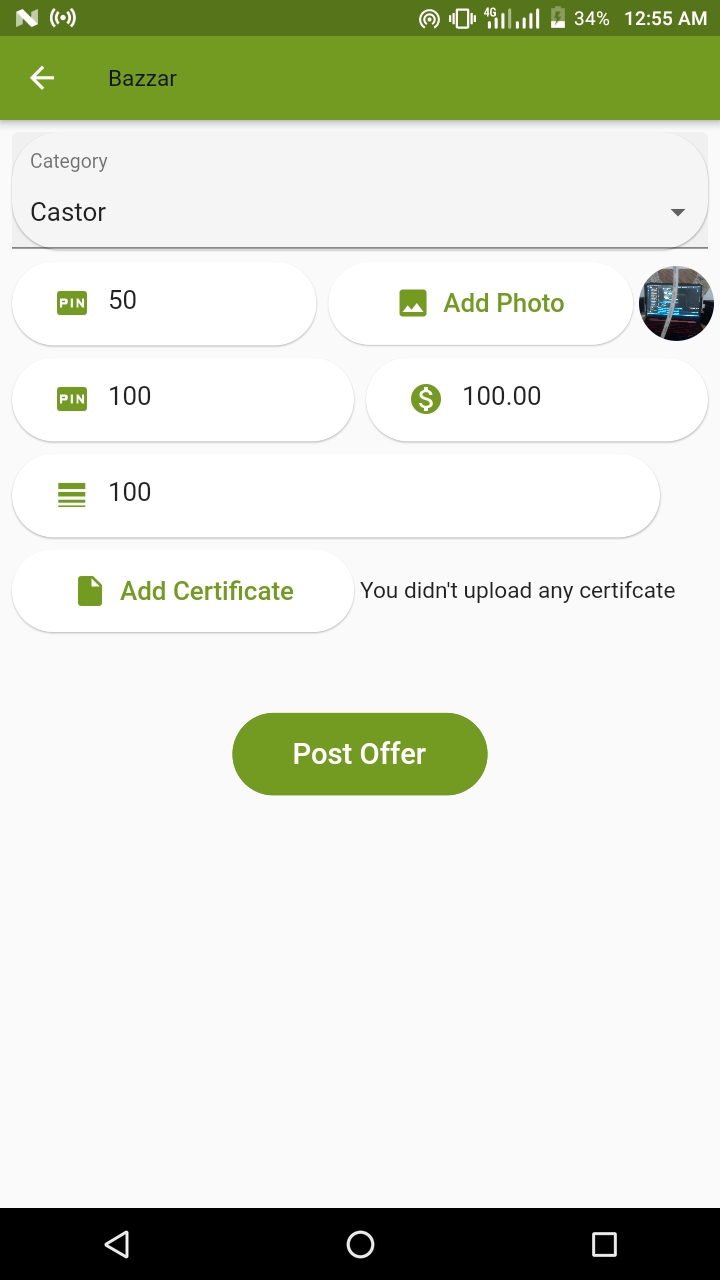 4G 34% 12:55 AM
Bazzar
Category
Castor
PIN 50 Add Photo
PIN 100 $ 100.00
100
Add Certificate You didn't upload any certifcate
Post Offer